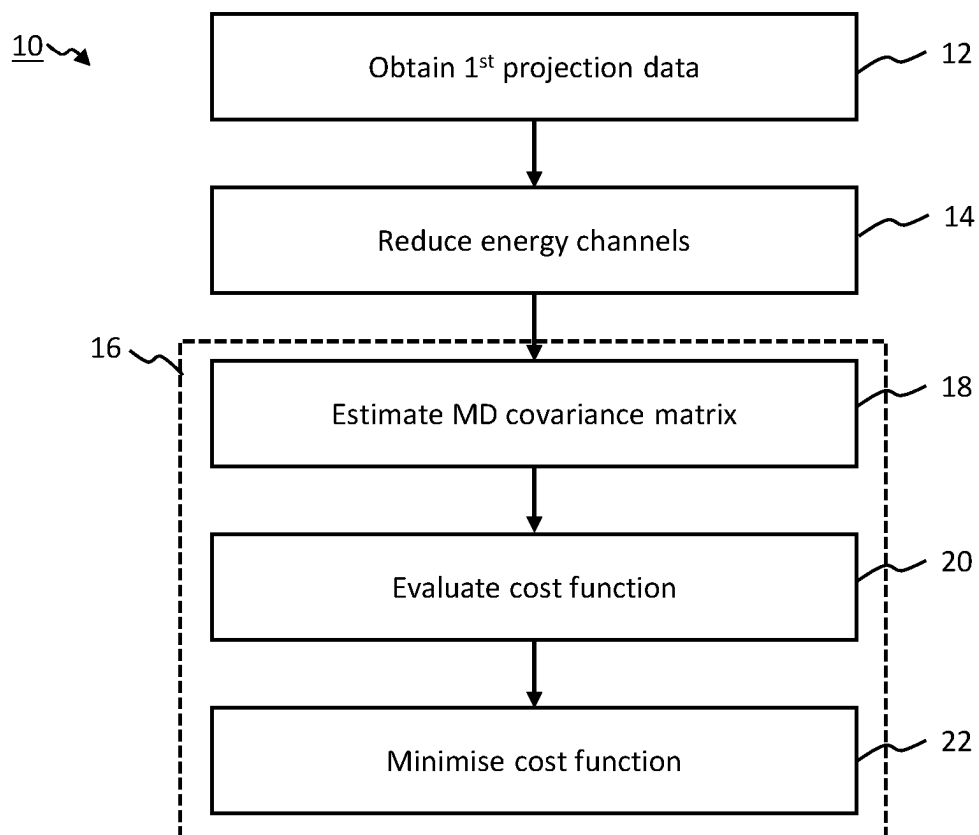 10
Obtain 1st projection data
12
Reduce energy channels
14
16
Estimate MD covariance matrix
18
Evaluate cost function
20
Minimise cost function
22